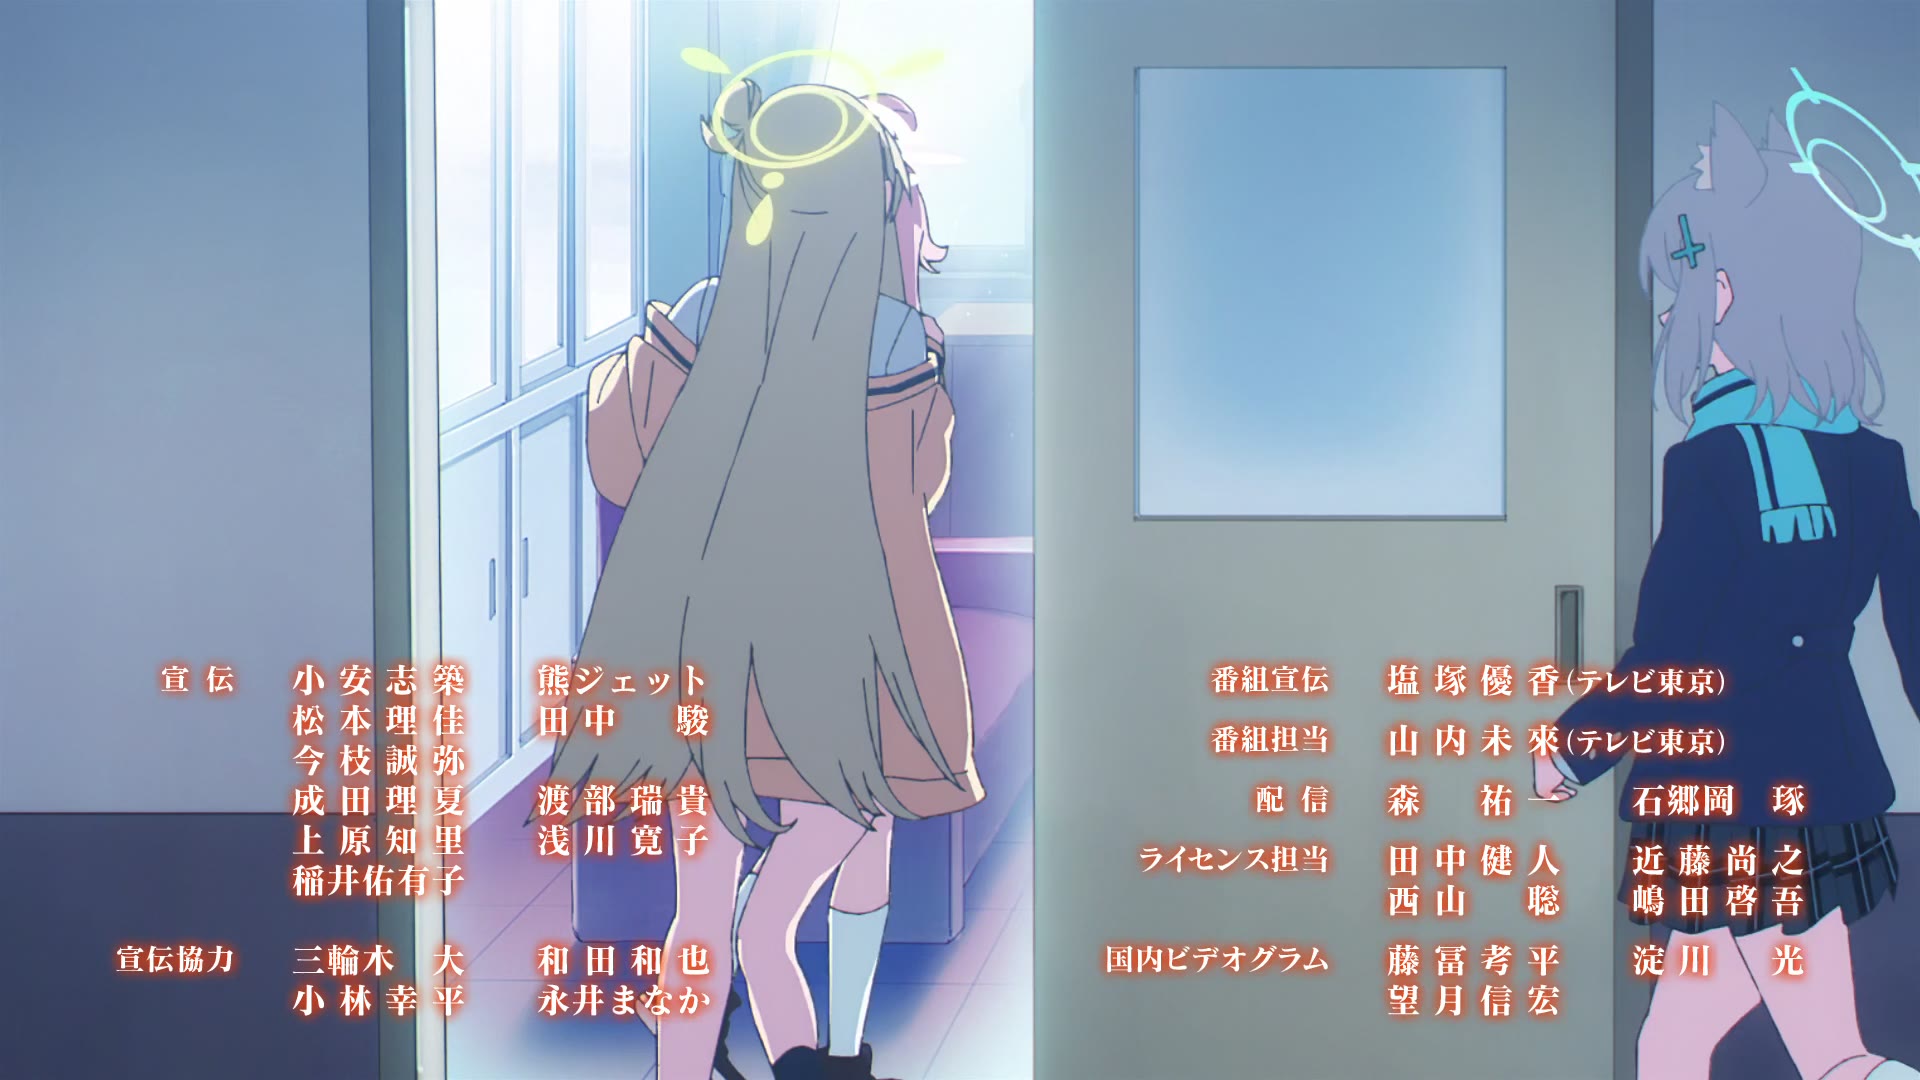 宣伝 小安志築 熊ジェット
松本理佳 田中駿
今枝誠弥
成田理夏 渡部瑞貴
上原知里 浅川寛子
稲井佑有子
宣伝協力 三輪木大 和田和也
小林幸平 永井まなか
番組宣伝 塩塚優香(テレビ東京)
番組担当 山内未來(テレビ東京)
配信 森祐一 石郷岡琢
ライセンス担当 田中健人 近藤尚之
西山聡 嶋田啓吾
国内ビデオグラム 藤冨考平 淀川光
望月信宏